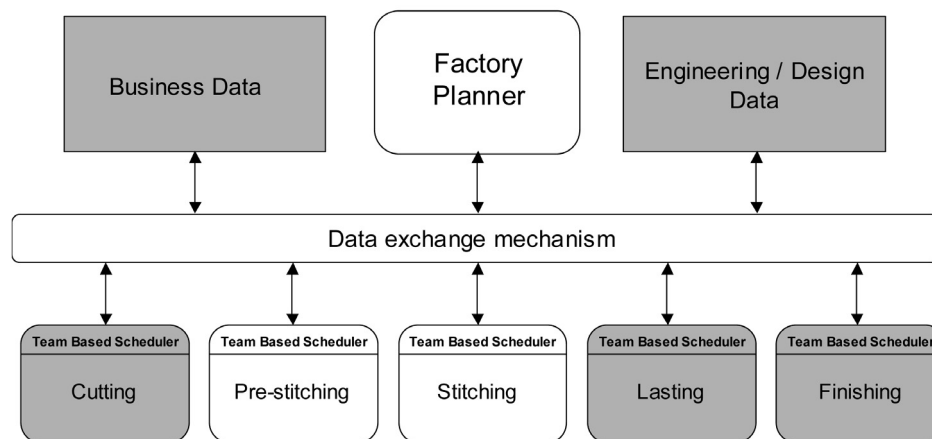 Business Data
Factory
Planner
Engineering / Design
Data
Data exchange mechanism
Team Based Scheduler
Cutting
Team Based Scheduler
Pre-stitching
Team Based Scheduler
Stitching
Team Based Scheduler
Lasting
Team Based Scheduler
Finishing